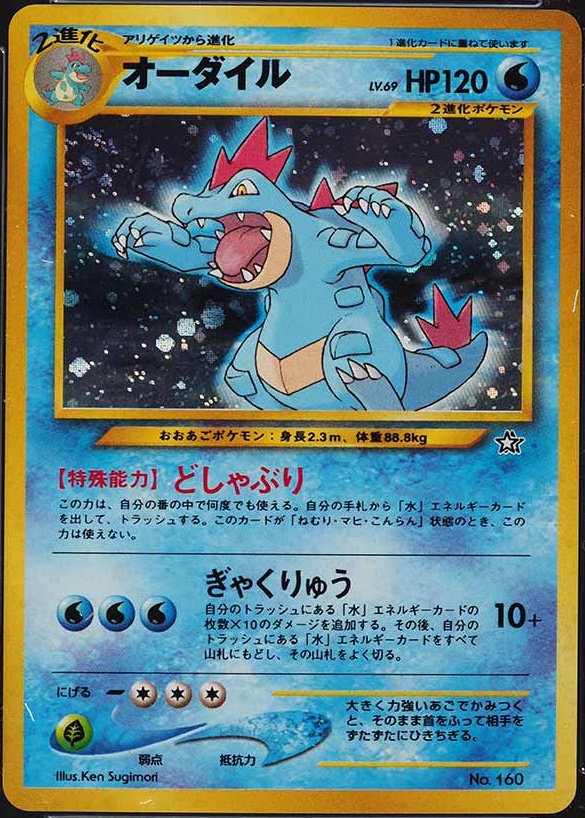 2進化
アリゲイツから進化
1進化カードに重ねて使います
オーダイル
LV.69 HP120
2進化ポケモン
おおあごポケモン：身長2.3m、体重88.8kg
【特殊能力】どしゃぶり
この力は、自分の番の中で何度でも使える。自分の手札から「水」エネルギーカード
を出して、トラッシュする。このカードが「ねむり・マヒ・こんらん」状態のとき、この
力は使えない。
ぎゃくりゅう
自分のトラッシュにある「水」エネルギーカードの
枚数×10のダメージを追加する。その後、自分の
トラッシュにある「水」エネルギーカードをすべて
山札にもどし、その山札をよく切る。
10+
にげる
大きく力強いあごでかみつく
と、そのまま首をふって相手を
ずたずたにひきちぎる。
弱点
抵抗力
Illus.Ken Sugimori
No. 160